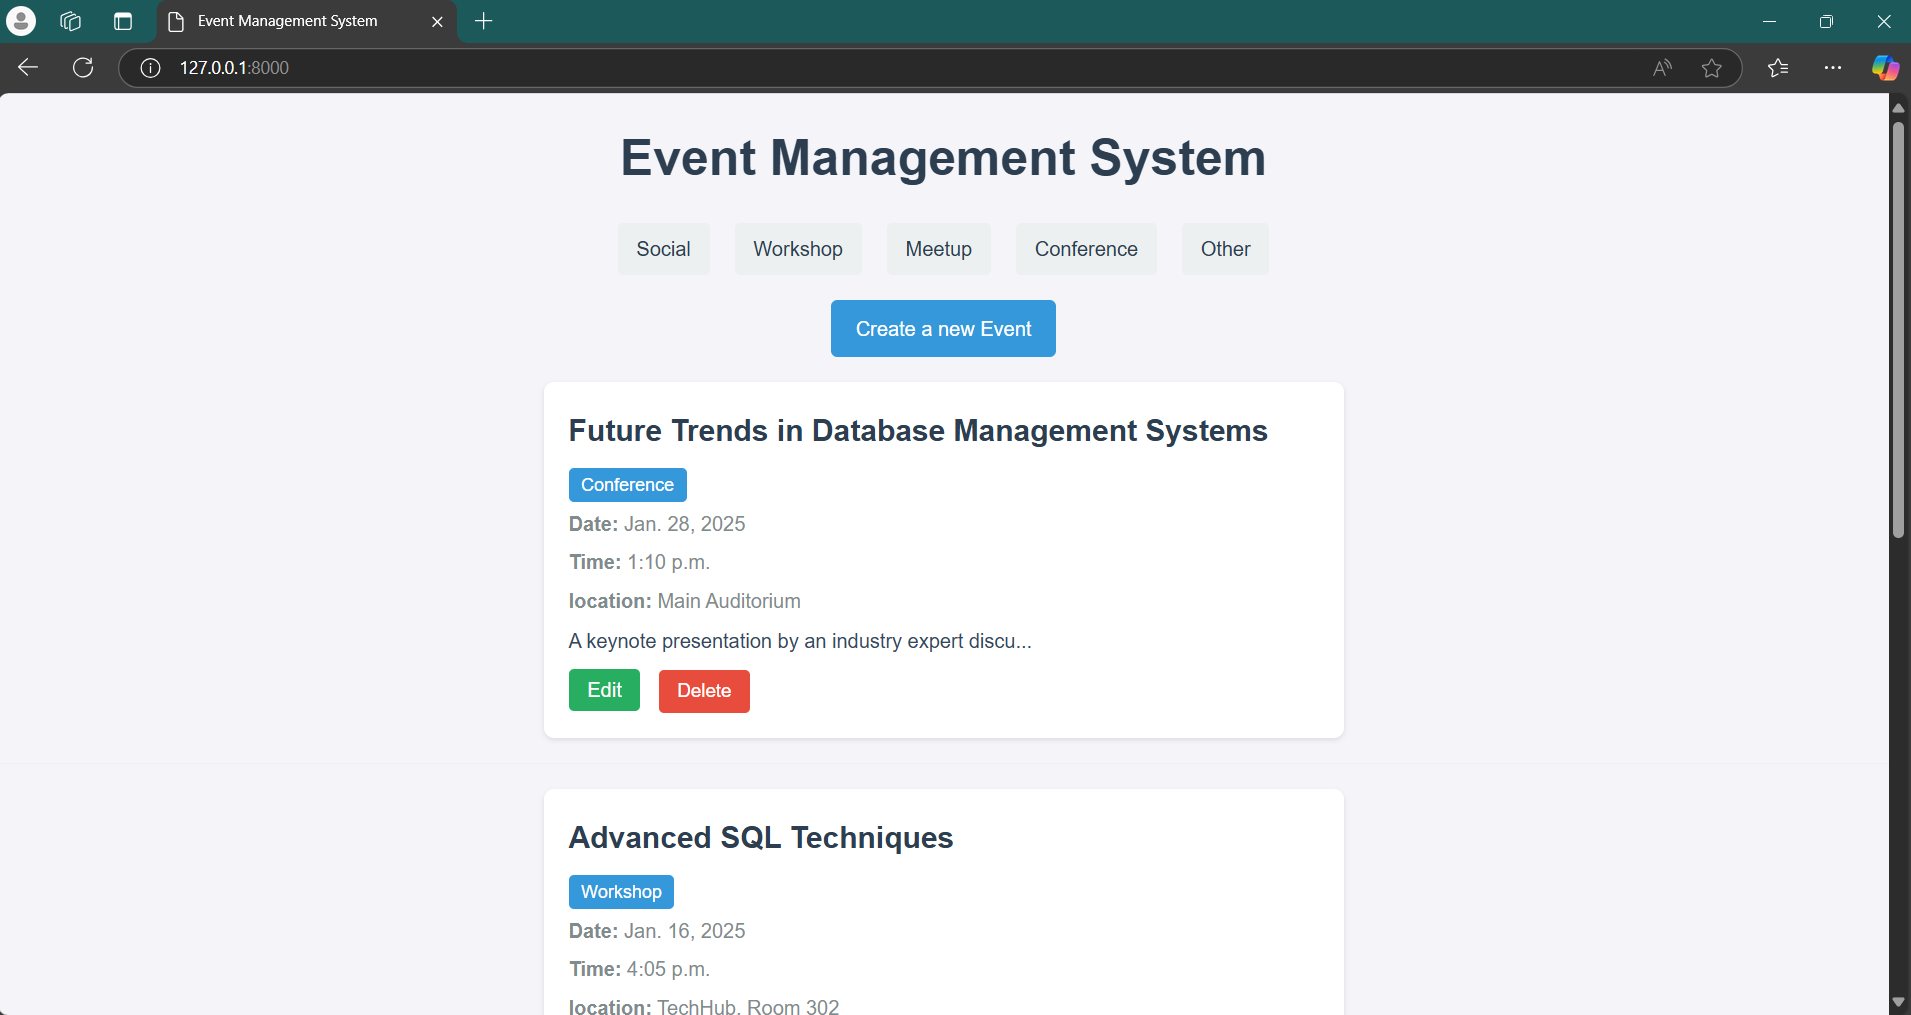 Event Management System
127.0.0.1:8000
Event Management System
Social Workshop Meetup Conference Other
Create a new Event
Future Trends in Database Management Systems
Conference
Date: Jan. 28, 2025
Time: 1:10 p.m.
location: Main Auditorium
A keynote presentation by an industry expert discu...
Edit Delete
Advanced SQL Techniques
Workshop
Date: Jan. 16, 2025
Time: 4:05 p.m.
location: TechHub, Room 302